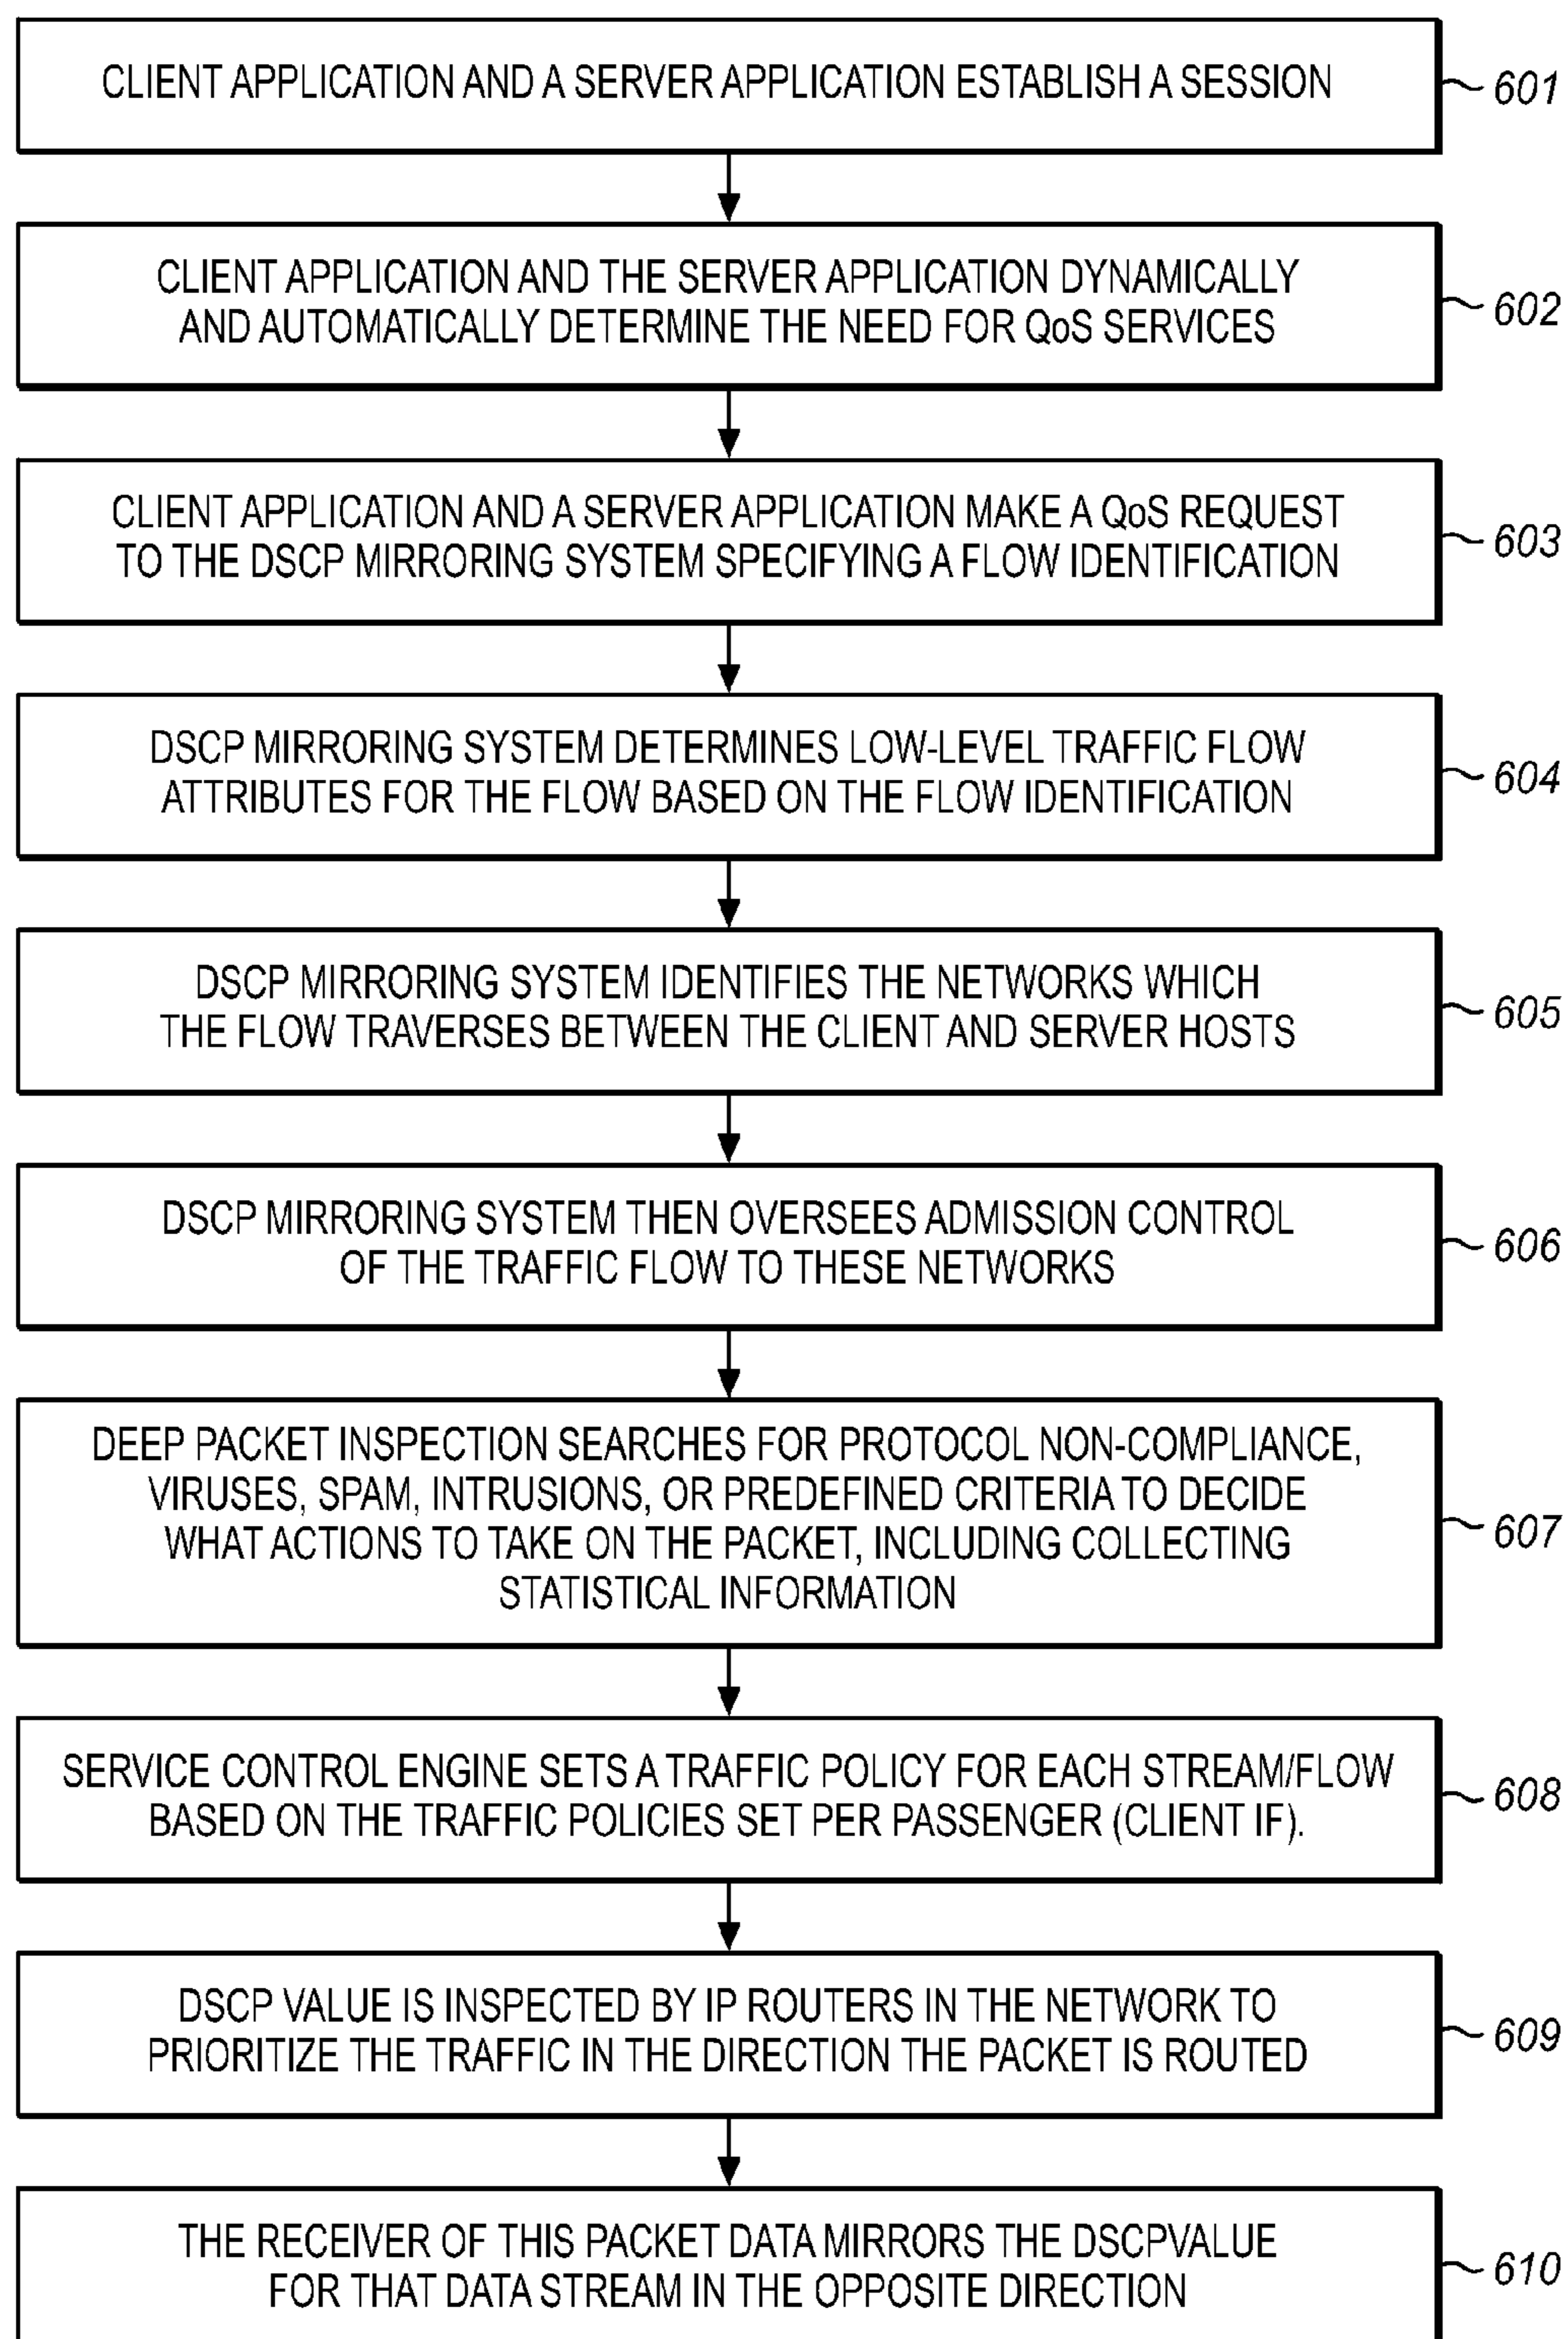 CLIENT APPLICATION AND A SERVER APPLICATION ESTABLISH A SESSION
601
CLIENT APPLICATION AND THE SERVER APPLICATION DYNAMICALLY
AND AUTOMATICALLY DETERMINE THE NEED FOR QoS SERVICES
602
CLIENT APPLICATION AND A SERVER APPLICATION MAKE A QoS REQUEST
TO THE DSCP MIRRORING SYSTEM SPECIFYING A FLOW IDENTIFICATION
603
DSCP MIRRORING SYSTEM DETERMINES LOW-LEVEL TRAFFIC FLOW
ATTRIBUTES FOR THE FLOW BASED ON THE FLOW IDENTIFICATION
604
DSCP MIRRORING SYSTEM IDENTIFIES THE NETWORKS WHICH
THE FLOW TRAVERSES BETWEEN THE CLIENT AND SERVER HOSTS
605
DSCP MIRRORING SYSTEM THEN OVERSEES ADMISSION CONTROL
OF THE TRAFFIC FLOW TO THESE NETWORKS
606
DEEP PACKET INSPECTION SEARCHES FOR PROTOCOL NON-COMPLIANCE,
VIRUSES, SPAM, INTRUSIONS, OR PREDEFINED CRITERIA TO DECIDE
WHAT ACTIONS TO TAKE ON THE PACKET, INCLUDING COLLECTING
STATISTICAL INFORMATION
607
SERVICE CONTROL ENGINE SETS A TRAFFIC POLICY FOR EACH STREAM/FLOW
BASED ON THE TRAFFIC POLICIES SET PER PASSENGER (CLIENT IF).
608
DSCP VALUE IS INSPECTED BY IP ROUTERS IN THE NETWORK TO
PRIORITIZE THE TRAFFIC IN THE DIRECTION THE PACKET IS ROUTED
609
THE RECEIVER OF THIS PACKET DATA MIRRORS THE DSCPVALUE
FOR THAT DATA STREAM IN THE OPPOSITE DIRECTION
610